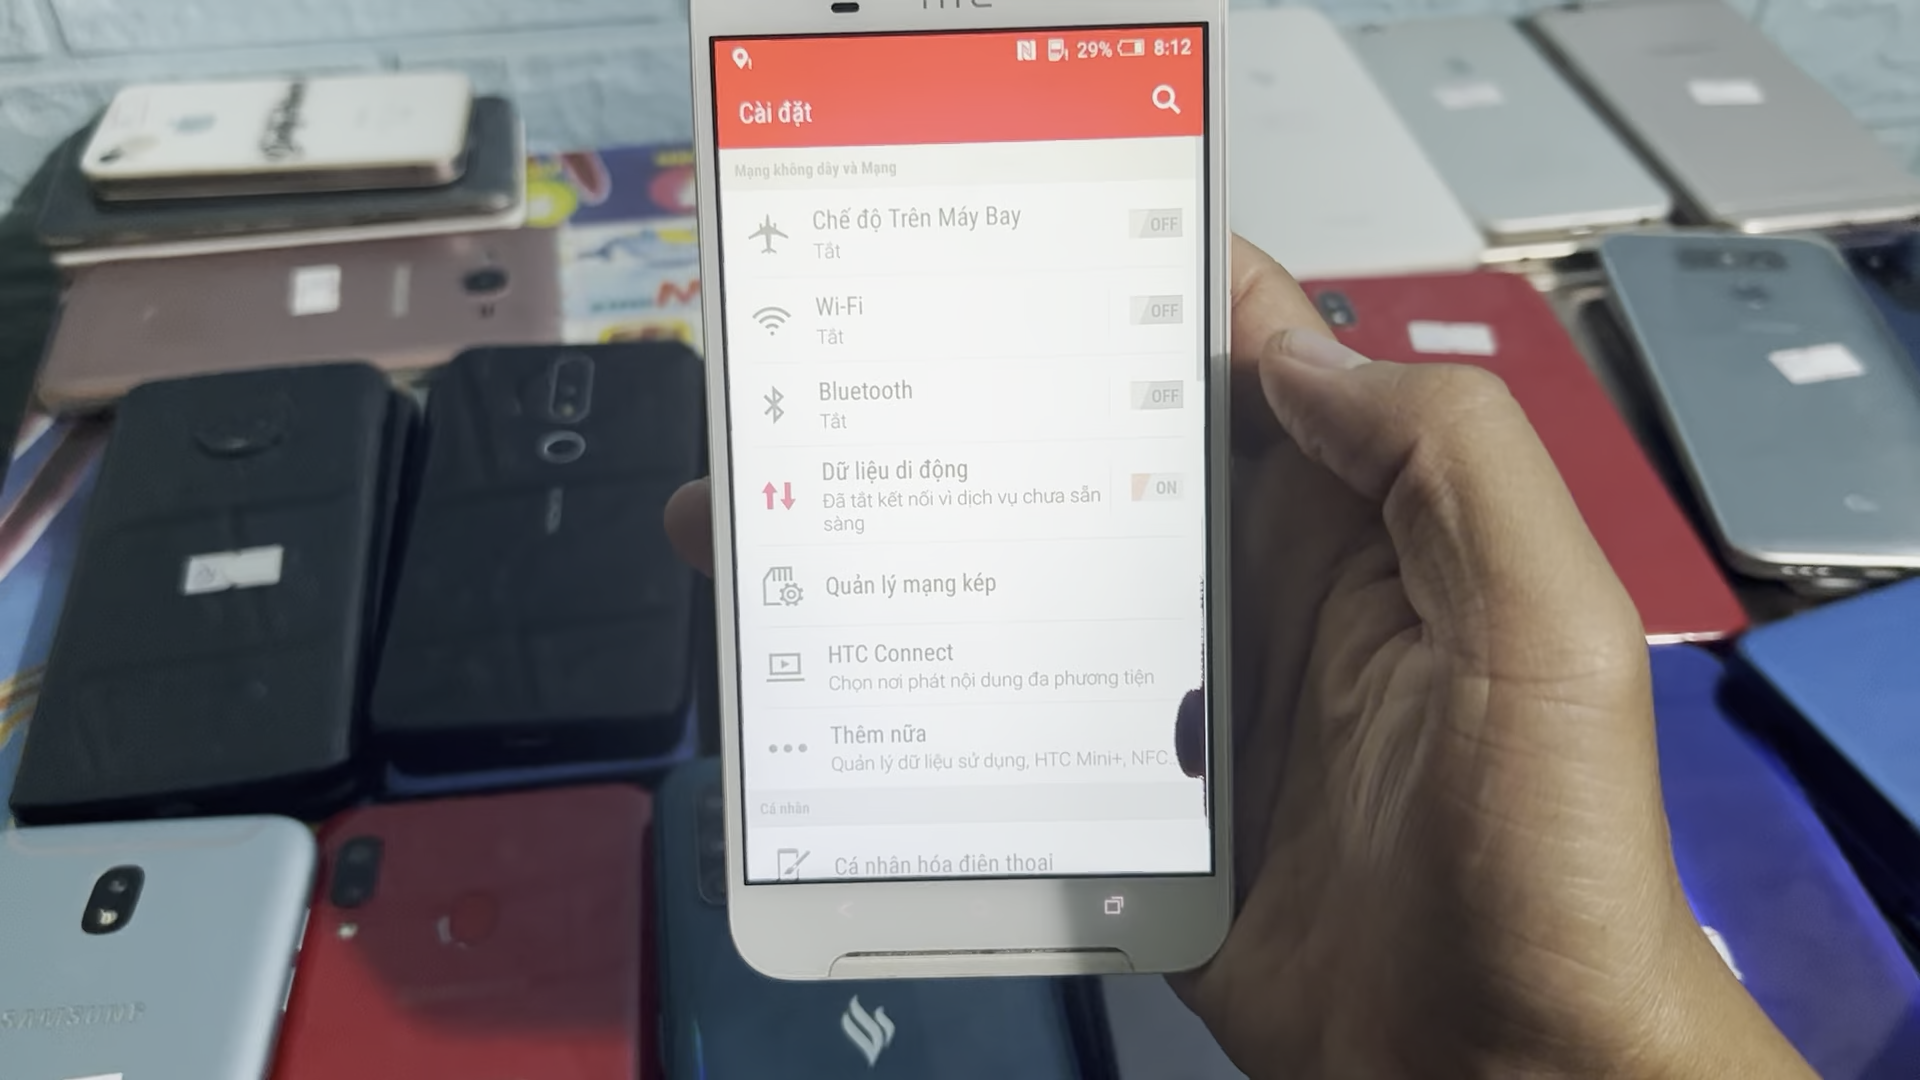 HTC
29% 8:12
Cài đặt
Mạng không dây và Mạng
Chế độ Trên Máy Bay
Tắt
OFF
Wi-Fi
Tắt
OFF
Bluetooth
Tắt
OFF
Dữ liệu di động
Đã tắt kết nối vì dịch vụ chưa sẵn
sàng
ON
Quản lý mạng kép
HTC Connect
Chọn nơi phát nội dung đa phương tiện
Thêm nữa
Quản lý dữ liệu sử dụng, HTC Mini+, NFC...
Cá nhân
Cá nhân hóa điện thoại
SAMSUNG